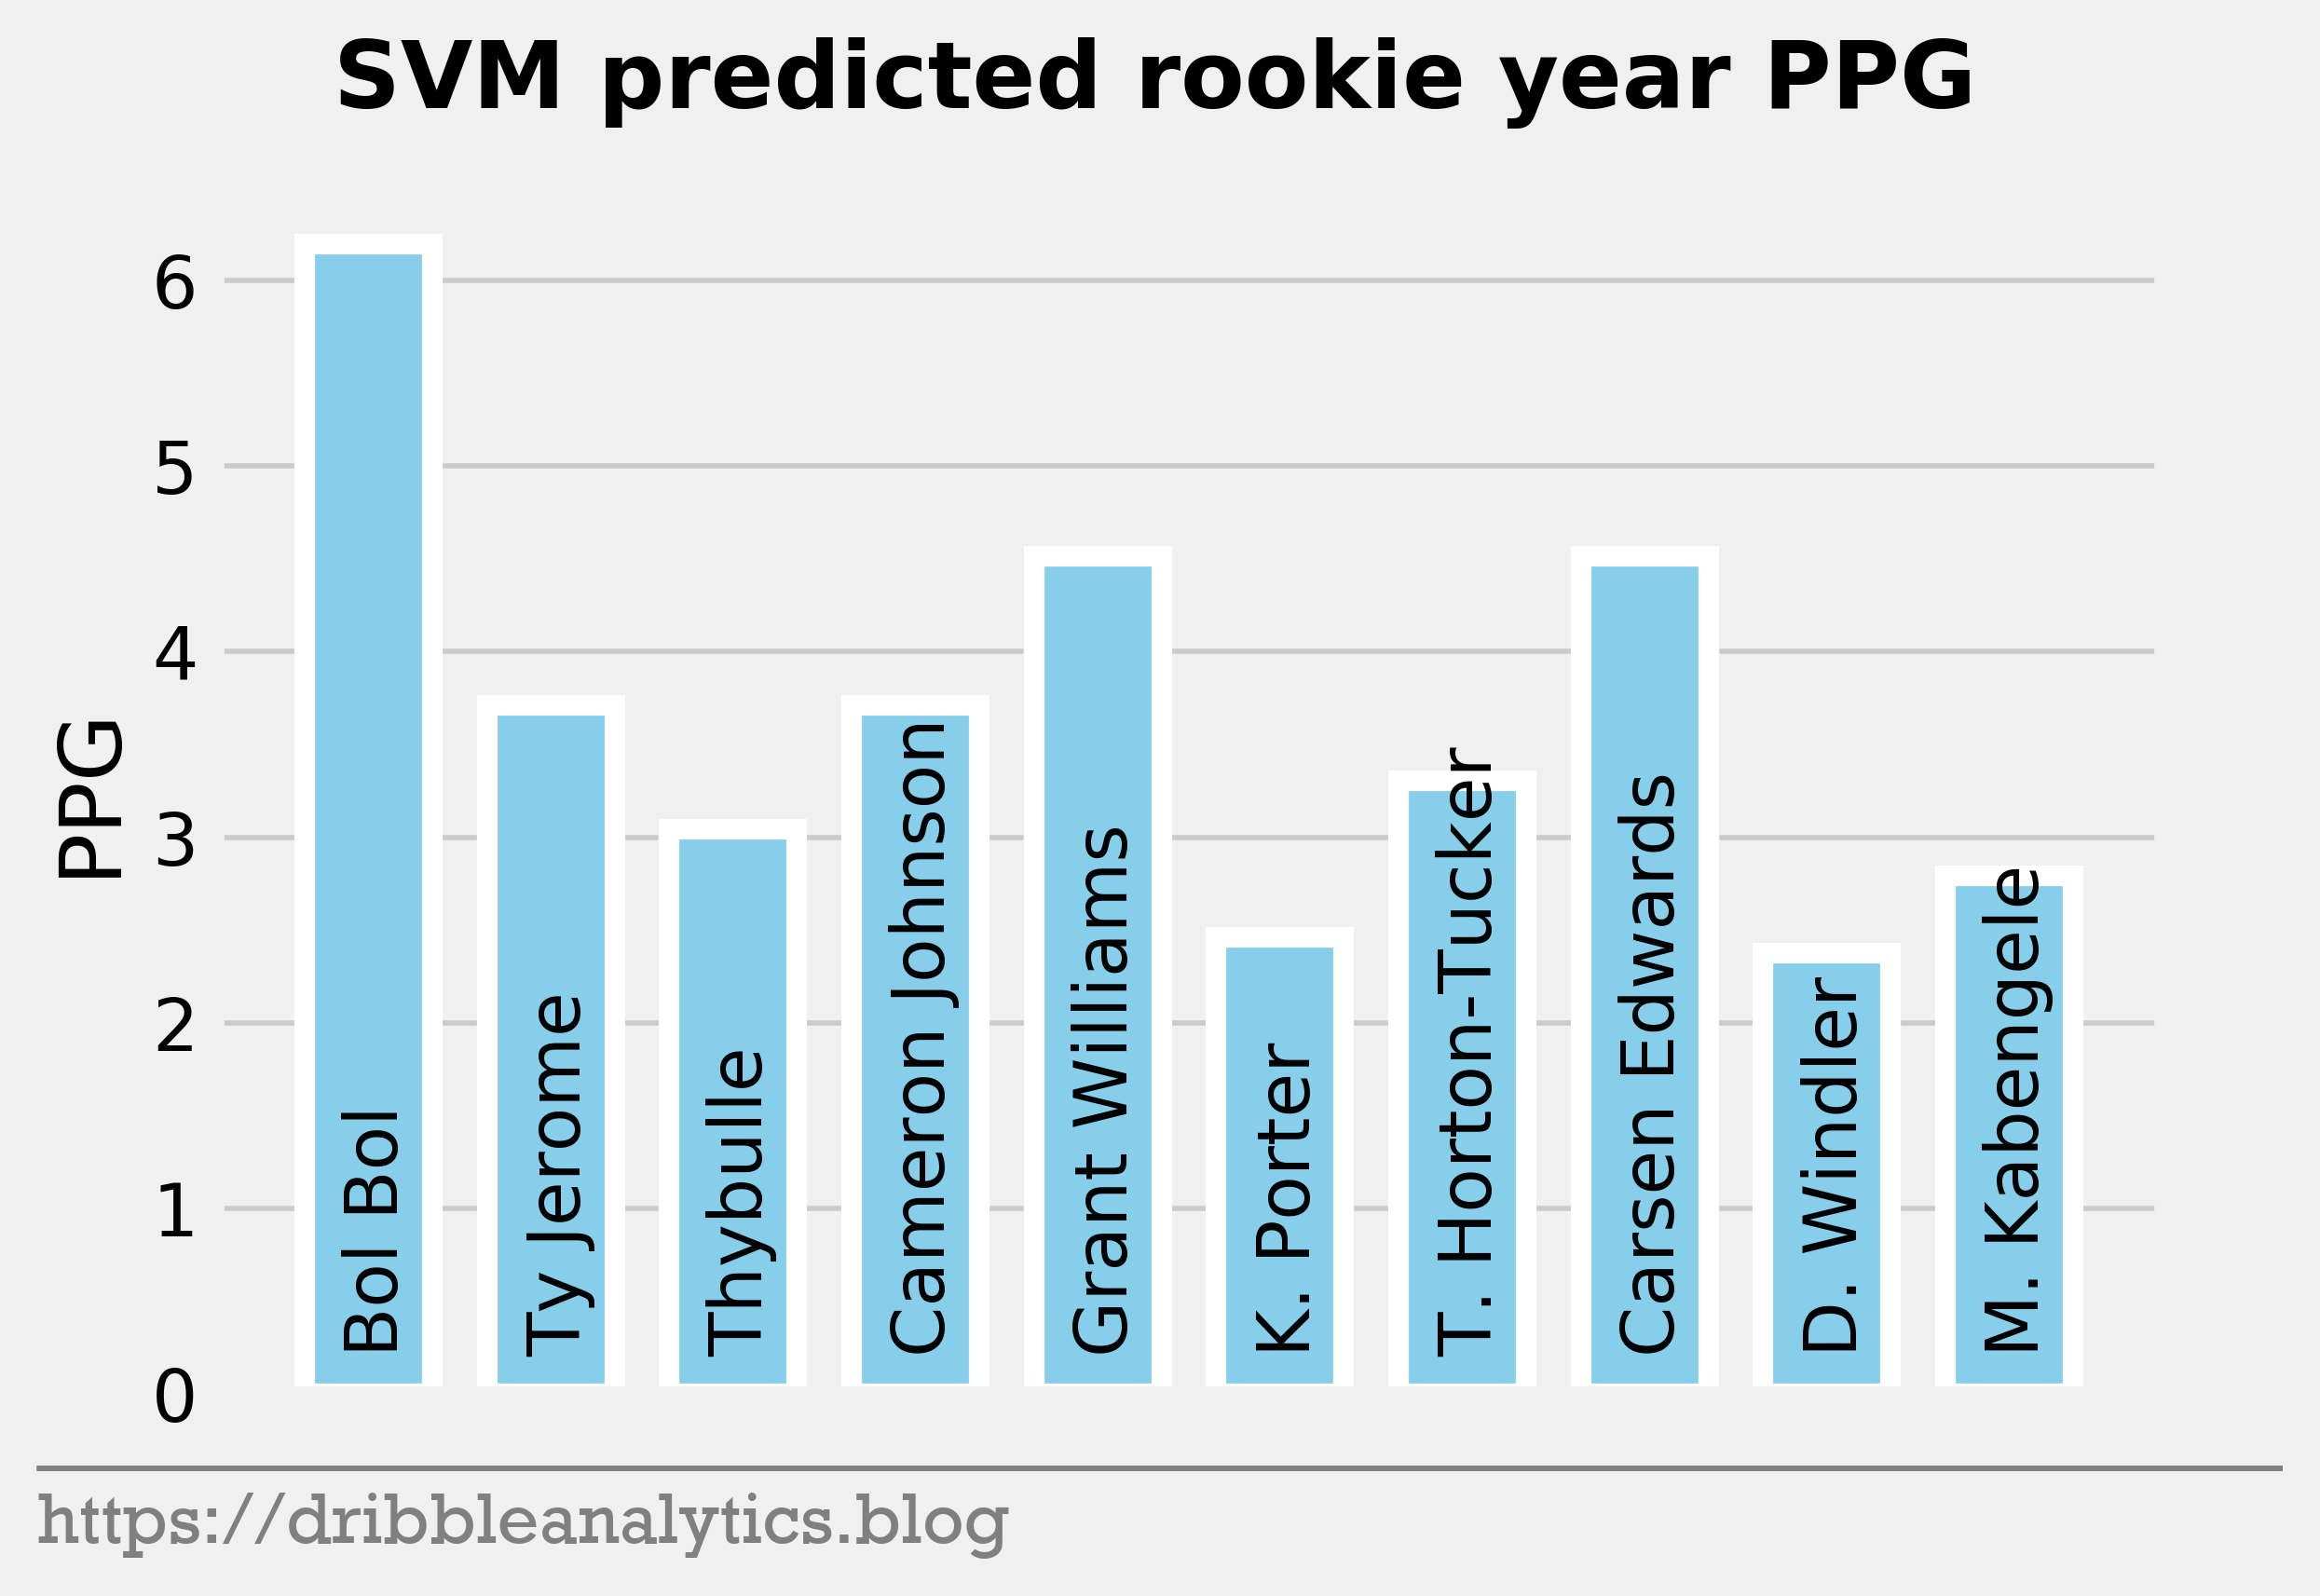 SVM predicted rookie year PPG
PPG
6
5
4
3
2
1
0
Bol Bol
Ty Jerome
Thybulle
Cameron Johnson
Grant Williams
K. Porter
T. Horton-Tucker
Carsen Edwards
D. Windler
M. Kabengele
https://dribbleanalytics.blog